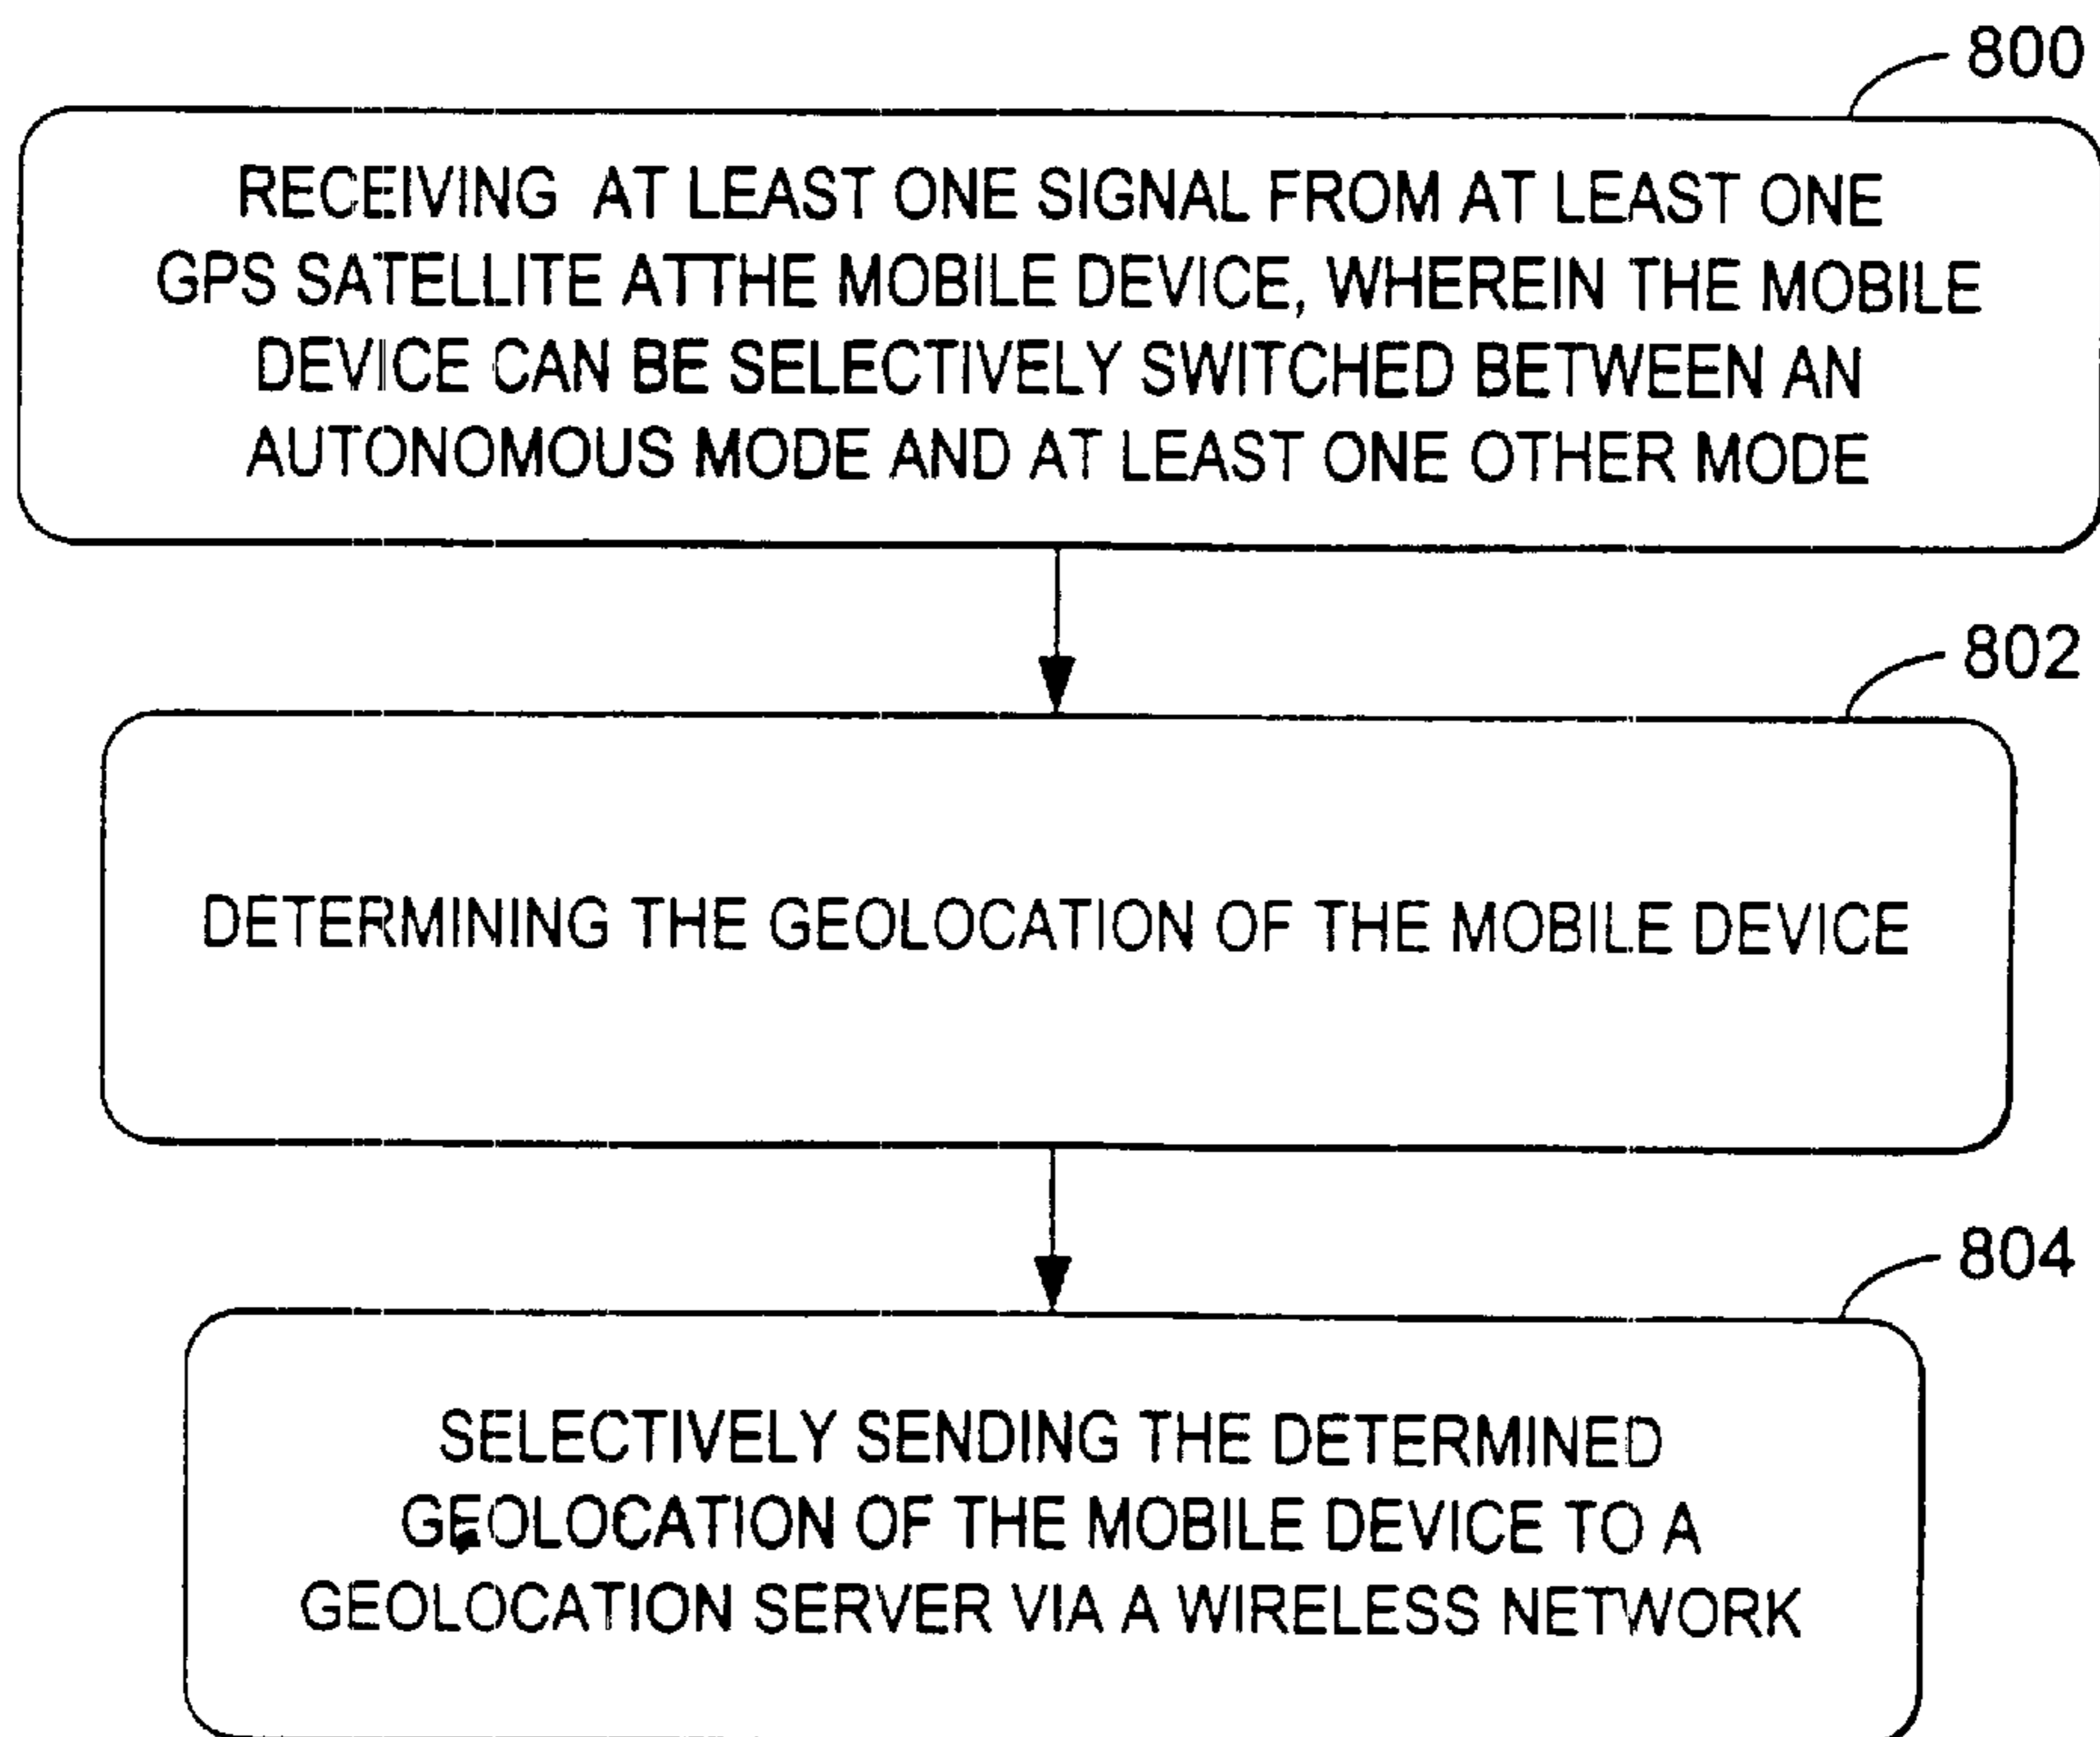 800
RECEIVING AT LEAST ONE SIGNAL FROM AT LEAST ONE
GPS SATELLITE ATTHE MOBILE DEVICE, WHEREIN THE MOBILE
DEVICE CAN BE SELECTIVELY SWITCHED BETWEEN AN
AUTONOMOUS MODE AND AT LEAST ONE OTHER MODE
802
DETERMINING THE GEOLOCATION OF THE MOBILE DEVICE
804
SELECTIVELY SENDING THE DETERMINED
GEOLOCATION OF THE MOBILE DEVICE TO A
GEOLOCATION SERVER VIA A WIRELESS NETWORK